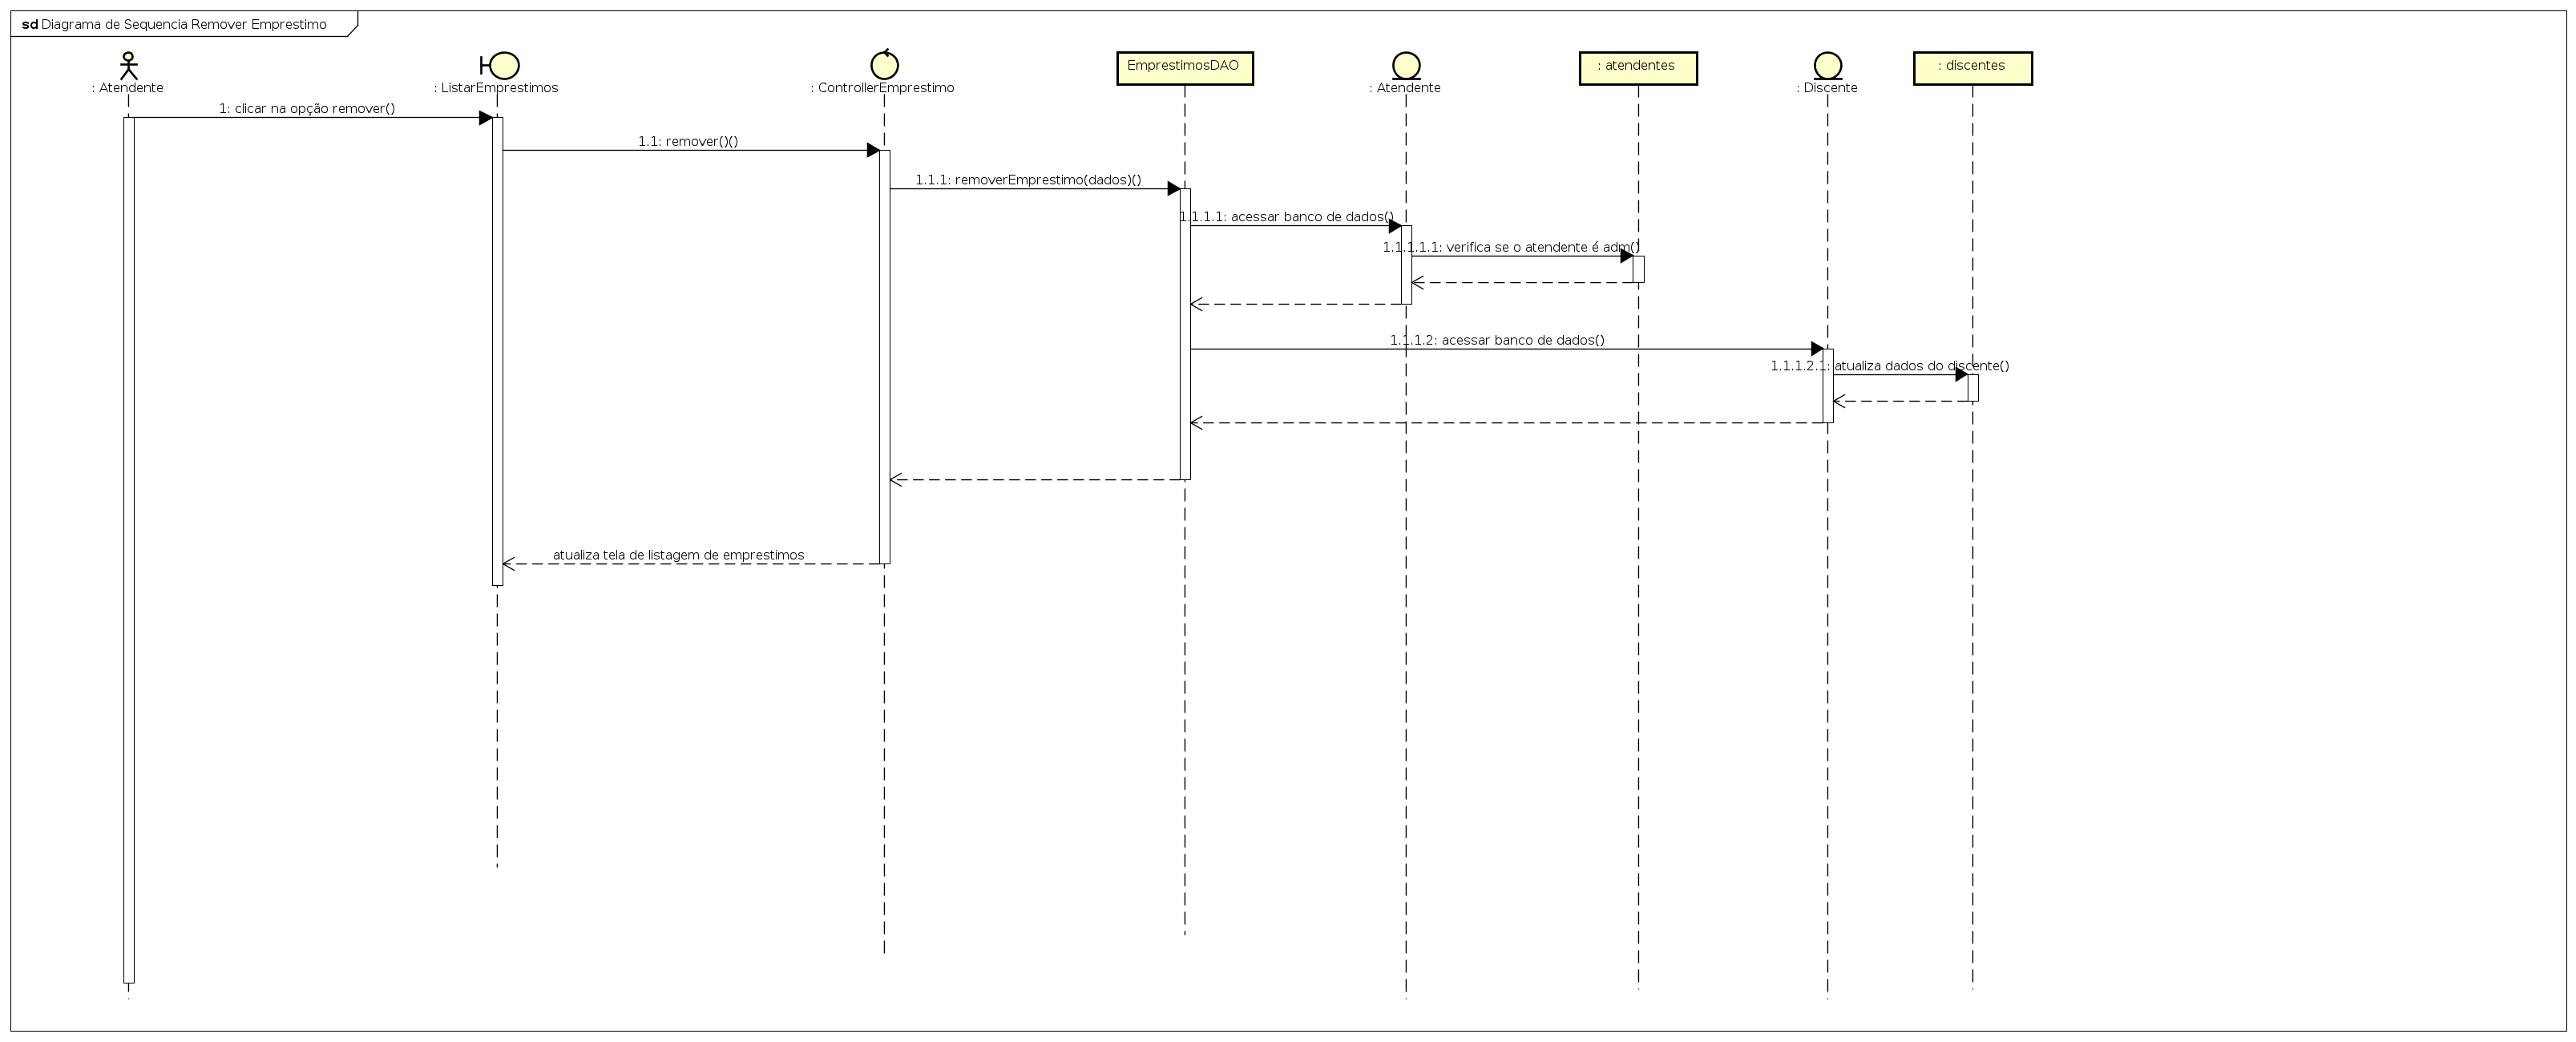 sd Diagrama de Sequencia Remover Emprestimo
: Atendente
: ListarEmprestimos
: ControllerEmprestimo
EmprestimosDAO
: Atendente
: atendentes
: Discente
: discentes
1: clicar na opção remover()
1.1: remover()()
1.1.1: removerEmprestimo(dados)()
1.1.1.1: acessar banco de dados()
1.1.1.1.1: verifica se o atendente é adm()
1.1.1.2: acessar banco de dados()
1.1.1.2.1: atualiza dados do discente()
atualiza tela de listagem de emprestimos